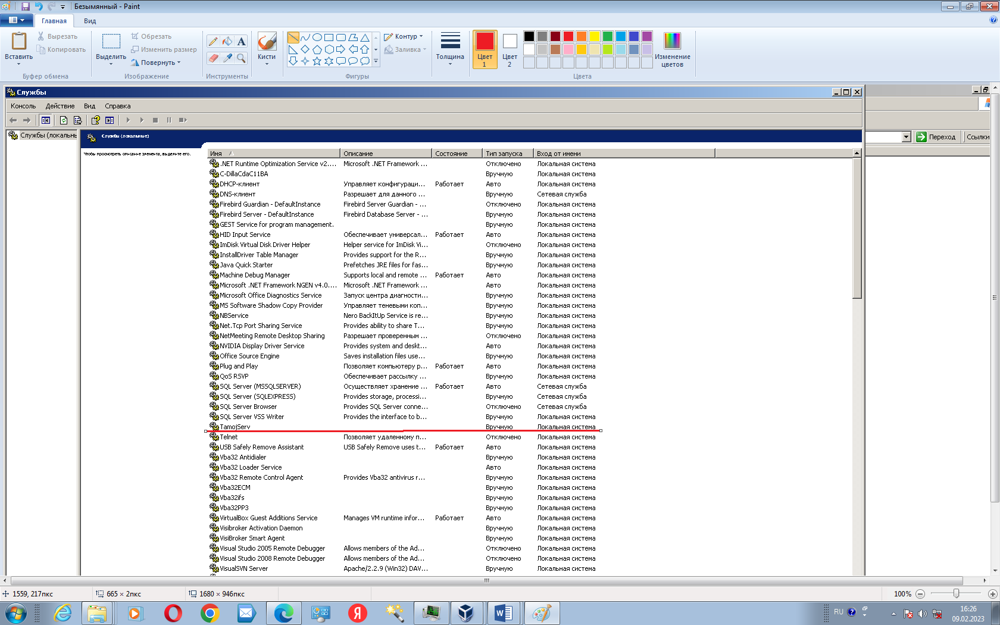 Безымянный - Paint
Главная Вид
Вставить
Вырезать
Копировать
Буфер обмена
Выделить
Обрезать
Изменить размер
Повернуть
Изображение
Инструменты
Кисти
Контур
Заливка
Фигуры
Толщина
Цвет 1
Цвет 2
Изменение цветов
Цвета
Службы
Консоль Действие Вид Справка
Переход Ссылки
Службы (локальнь
Службы (локальные)
Чтобы просмотреть описание элемента, выделите его.
Имя Описание Состояние Тип запуска Вход от имени
.NET Runtime Optimization Service v2.... Microsoft .NET Framework ... Отключено Локальная система
C-DillaCdaC11BA Вручную Локальная система
DHCP-клиент Управляет конфигураци... Работает Авто Локальная система
DNS-клиент Разрешает для данного ... Вручную Сетевая служба
Firebird Guardian - DefaultInstance Firebird Server Guardian - ... Отключено Локальная система
Firebird Server - DefaultInstance Firebird Database Server - ... Вручную Локальная система
GEST Service for program management. Вручную Локальная система
HID Input Service Обеспечивает универсал... Работает Авто Локальная система
ImDisk Virtual Disk Driver Helper Helper service for ImDisk Vi... Отключено Локальная система
InstallDriver Table Manager Provides support for the R... Вручную Локальная система
Java Quick Starter Prefetches JRE files for fas... Вручную Локальная система
Machine Debug Manager Supports local and remote ... Работает Авто Локальная система
Microsoft .NET Framework NGEN v4.0.... Microsoft .NET Framework ... Авто Локальная система
Microsoft Office Diagnostics Service Запуск центра диагности... Вручную Локальная система
MS Software Shadow Copy Provider Управляет теневыми коп... Вручную Локальная система
NBService Nero BackItUp Service is re... Вручную Локальная система
Net.Tcp Port Sharing Service Provides ability to share T... Вручную Локальная система
NetMeeting Remote Desktop Sharing Разрешает проверенным ... Отключено Локальная система
NVIDIA Display Driver Service Provides system and deskt... Авто Локальная система
Office Source Engine Saves installation files use... Вручную Локальная система
Plug and Play Позволяет компьютеру р... Работает Авто Локальная система
QoS RSVP Обеспечивает рассылку ... Вручную Локальная система
SQL Server (MSSQLSERVER) Осуществляет хранение ... Работает Авто Сетевая служба
SQL Server (SQLEXPRESS) Provides storage, processi... Вручную Сетевая служба
SQL Server Browser Provides SQL Server conne... Отключено Сетевая служба
SQL Server VSS Writer Provides the interface to b... Вручную Локальная система
TamojServ Вручную Локальная система
Telnet Позволяет удаленному п... Отключено Локальная система
USB Safely Remove Assistant USB Safely Remove uses t... Работает Авто Локальная система
Vba32 Antidialer Вручную Локальная система
Vba32 Loader Service Авто Локальная система
Vba32 Remote Control Agent Provides Vba32 antivirus r... Вручную Локальная система
Vba32ECM Вручную Локальная система
Vba32ifs Вручную Локальная система
Vba32PP3 Вручную Локальная система
VirtualBox Guest Additions Service Manages VM runtime infor... Работает Авто Локальная система
Visibroker Activation Daemon Вручную Локальная система
VisiBroker Smart Agent Вручную Локальная система
Visual Studio 2005 Remote Debugger Allows members of the Ad... Отключено Локальная система
Visual Studio 2008 Remote Debugger Allows members of the Ad... Отключено Локальная система
VisualSVN Server Apache/2.2.9 (Win32) DAV... Вручную Локальная система
1559, 217пкс 665 × 2пкс 1680 × 946пкс 100%
RU 16:26
09.02.2023